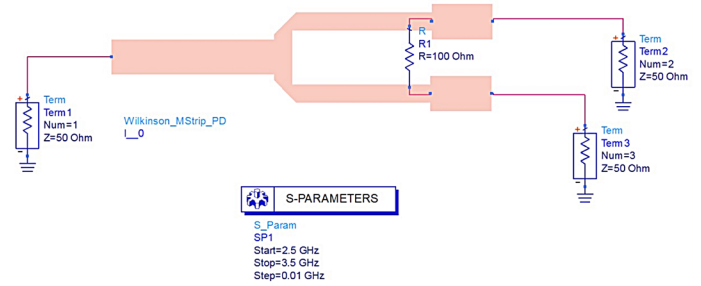 R
R1
R=100 Ohm
Term
Term2
Num=2
Z=50 Ohm
Term
Term1
Num=1
Z=50 Ohm
Wilkinson_MStrip_PD
I__0
Term
Term3
Num=3
Z=50 Ohm
S-PARAMETERS
S_Param
SP1
Start=2.5 GHz
Stop=3.5 GHz
Step=0.01 GHz